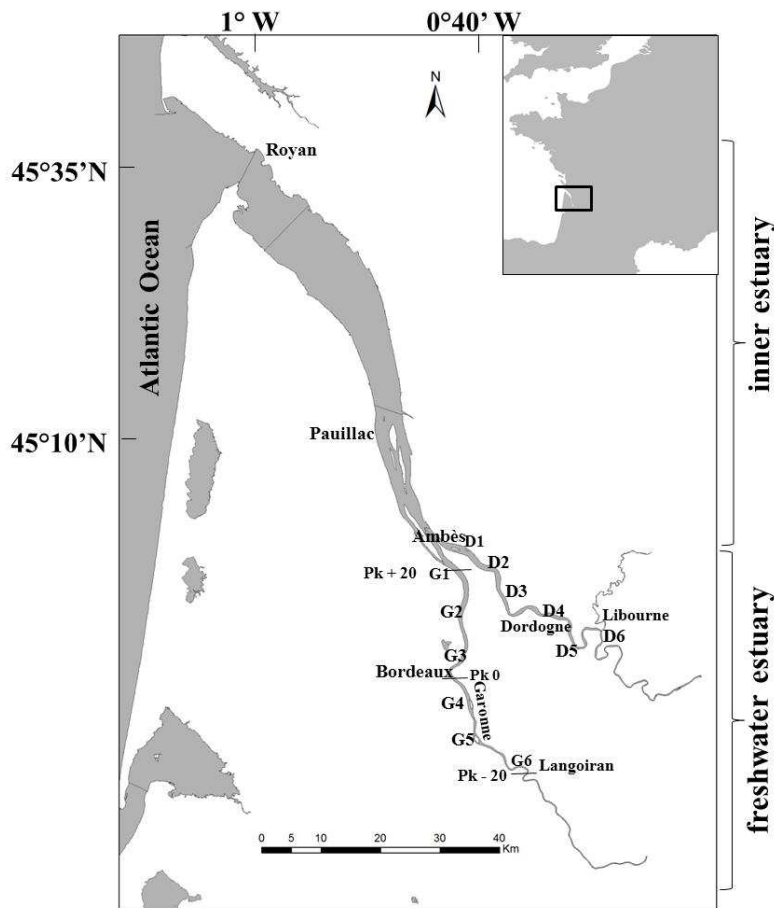 1° W
0°40’ W
N
Royan
45°35’N
Atlantic Ocean
inner estuary
Pauillac
45°10’N
Ambès
D1
D2
Pk + 20
G1
D3
G2
D4
Libourne
Dordogne
D6
D5
G3
Bordeaux
Pk 0
Garonne
G4
G5
G6
Langoiran
Pk - 20
freshwater estuary
0 5 10 20 30 40
Km